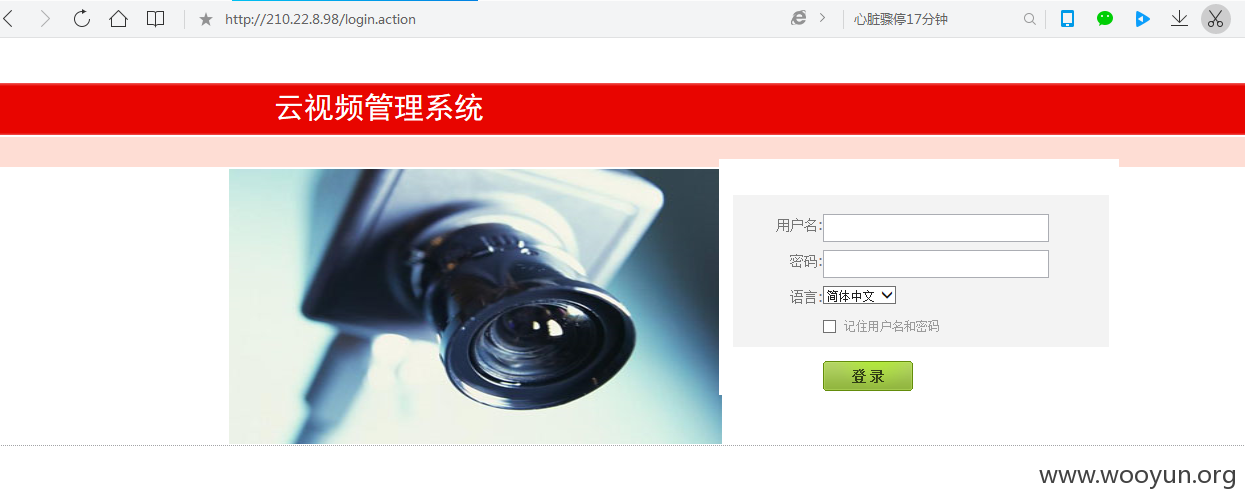 http://210.22.8.98/login.action
心脏骤停17分钟
云视频管理系统
用户名:
密码:
语言:简体中文
记住用户名和密码
登录
www.wooyun.org